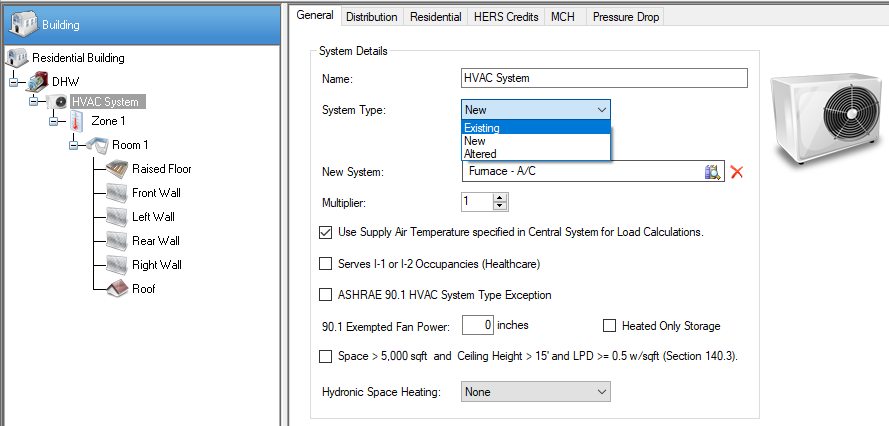 Building
Residential Building
DHW
HVAC System
Zone 1
Room 1
Raised Floor
Front Wall
Left Wall
Rear Wall
Right Wall
Roof
General Distribution Residential HERS Credits MCH Pressure Drop
System Details
Name: HVAC System
System Type: New
Existing
New
Altered
New System: Furnace - A/C
Multiplier: 1
Use Supply Air Temperature specified in Central System for Load Calculations.
Serves I-1 or I-2 Occupancies (Healthcare)
ASHRAE 90.1 HVAC System Type Exception
90.1 Exempted Fan Power: 0 inches Heated Only Storage
Space > 5,000 sqft and Ceiling Height > 15' and LPD >= 0.5 w/sqft (Section 140.3).
Hydronic Space Heating: None